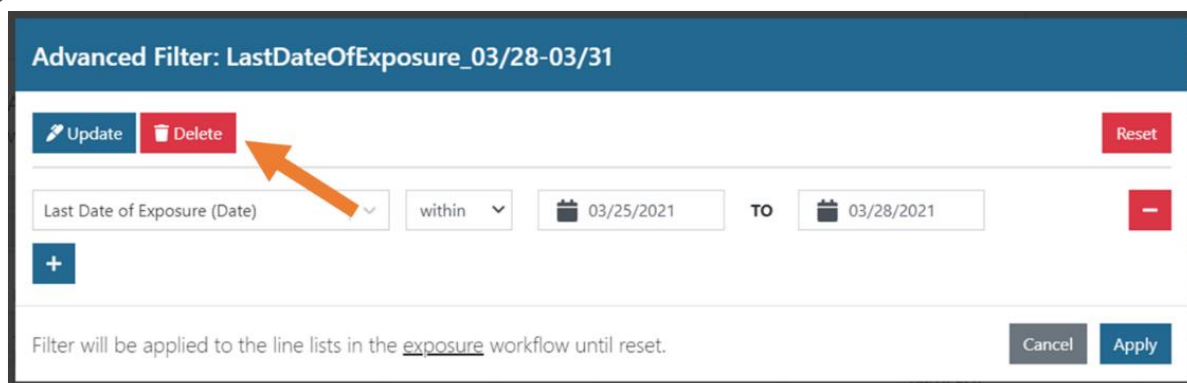 Advanced Filter: LastDateOfExposure_03/28-03/31
Update Delete Reset
Last Date of Exposure (Date) within 03/25/2021 TO 03/28/2021
Filter will be applied to the line lists in the exposure workflow until reset. Cancel Apply